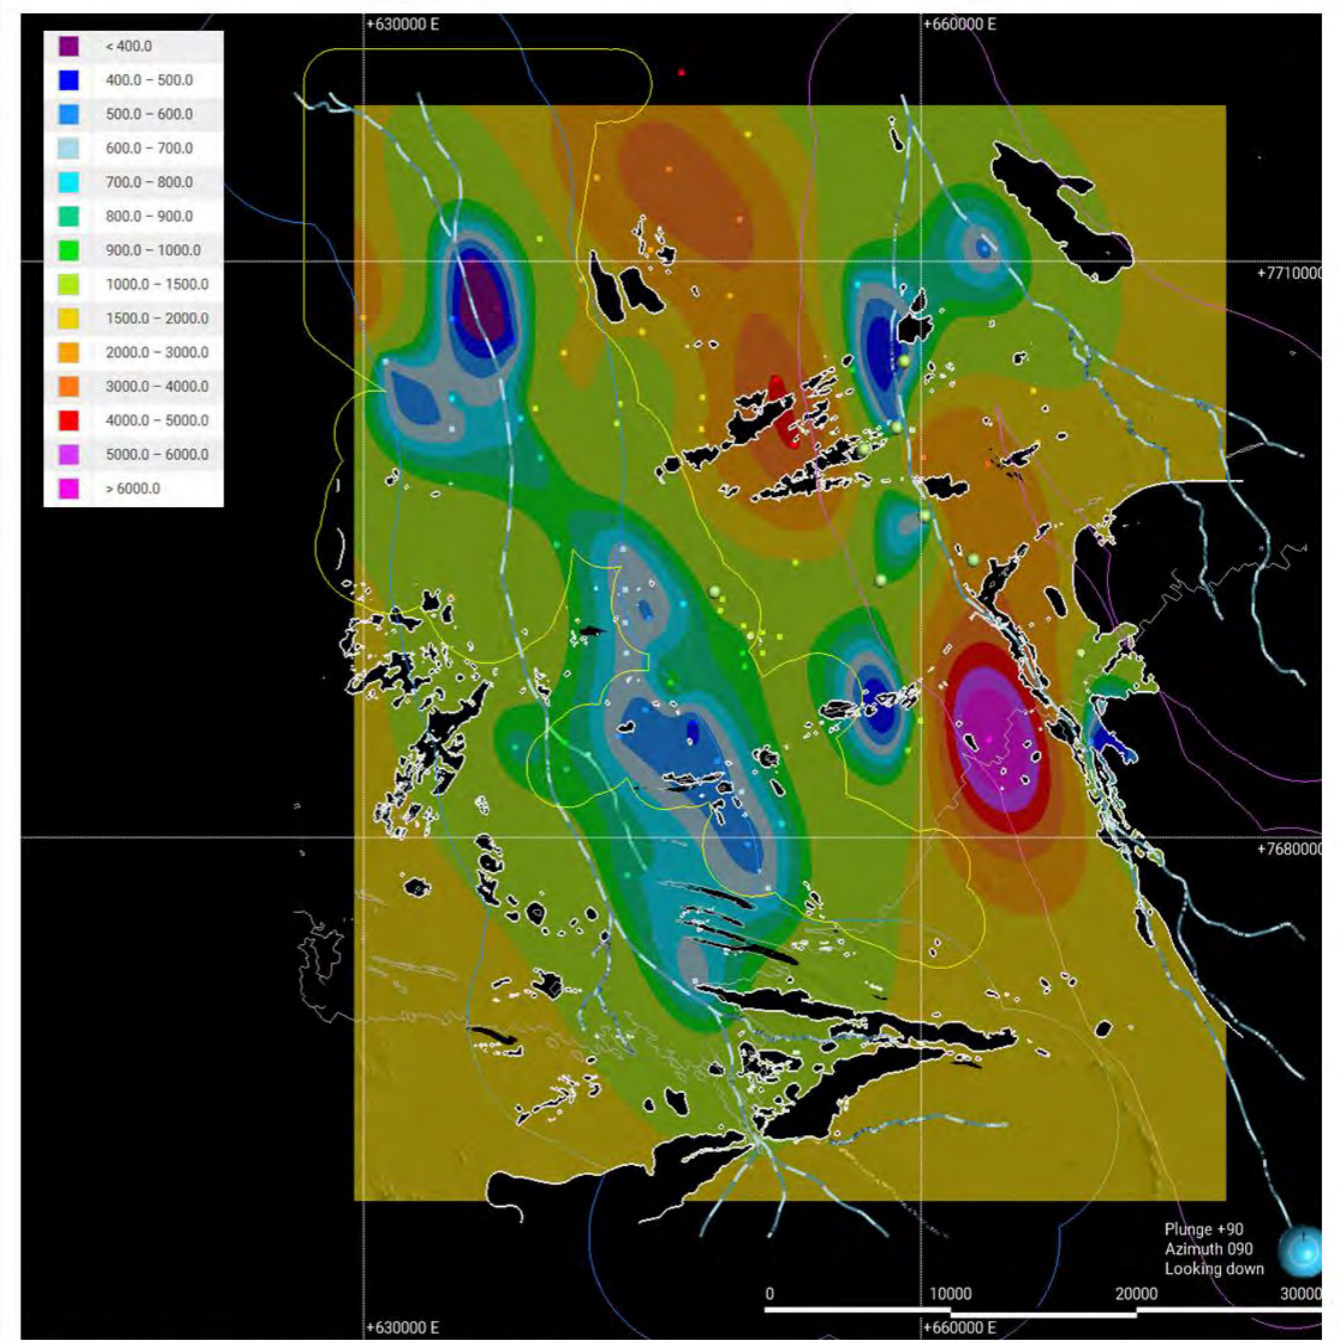 +630000 E
+660000 E
< 400.0
400.0 – 500.0
500.0 – 600.0
600.0 – 700.0
700.0 – 800.0
800.0 – 900.0
900.0 – 1000.0
1000.0 – 1500.0
1500.0 – 2000.0
2000.0 – 3000.0
3000.0 – 4000.0
4000.0 – 5000.0
5000.0 – 6000.0
> 6000.0
+7710000
+7680000
Plunge +90
Azimuth 090
Looking down
0
10000
20000
30000
+630000 E
+660000 E